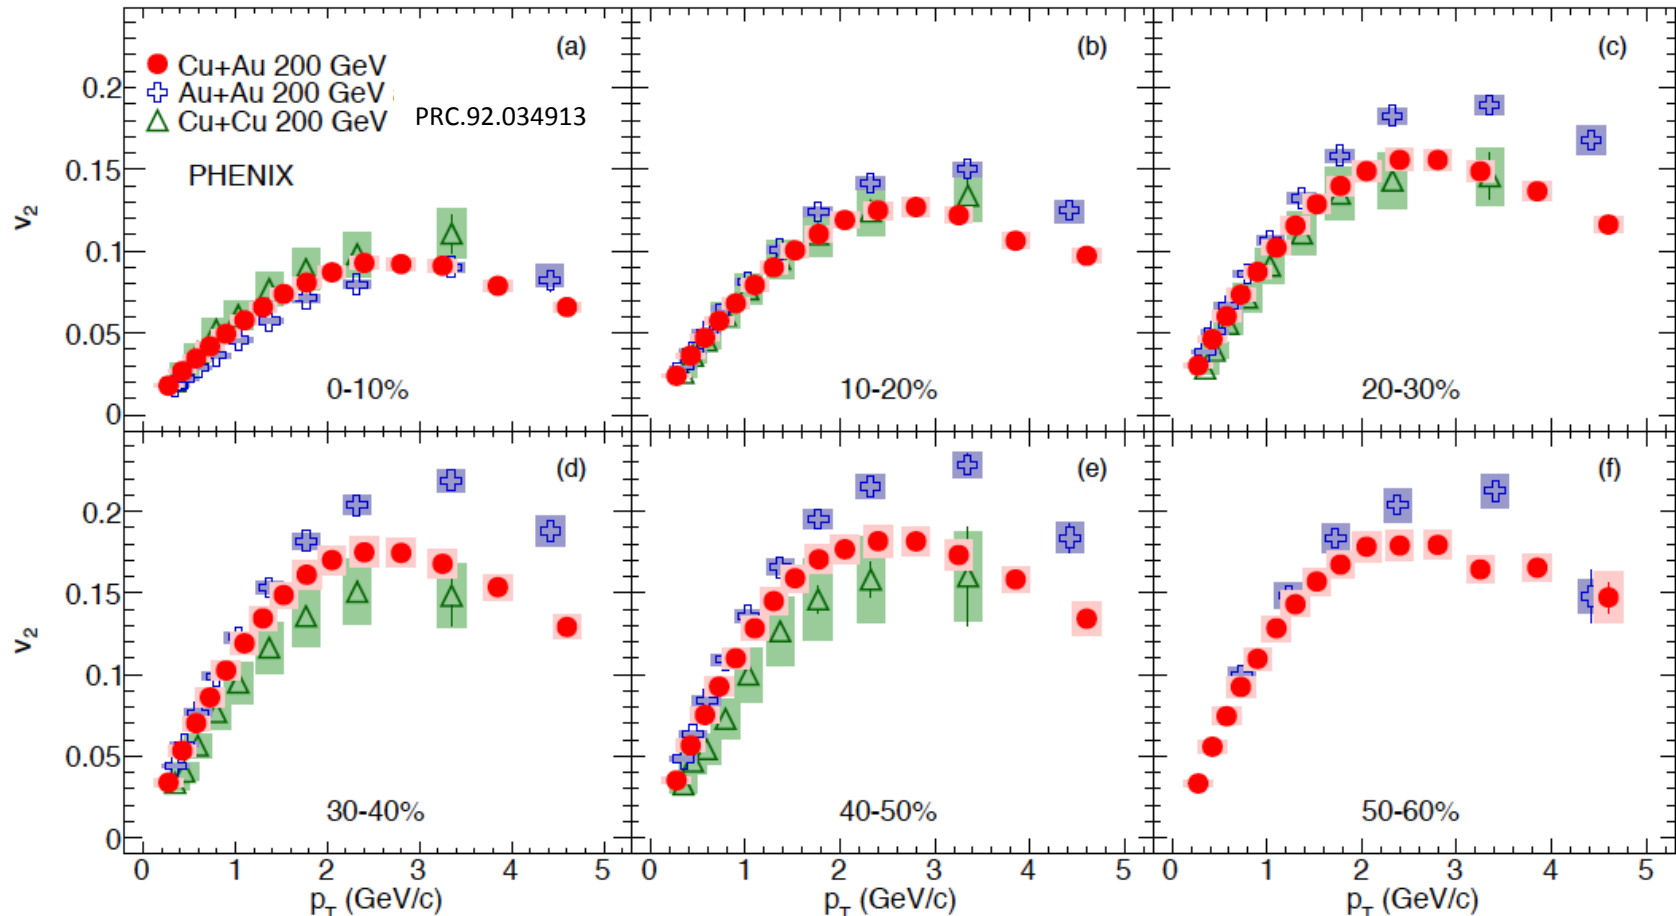 (a)
Cu+Au 200 GeV
Au+Au 200 GeV
Cu+Cu 200 GeV
PRC.92.034913
PHENIX
0-10%
(b)
10-20%
(c)
20-30%
v2
0.2
0.15
0.1
0.05
0
(d)
30-40%
(e)
40-50%
(f)
50-60%
v2
0.2
0.15
0.1
0.05
0
0 1 2 3 4 5
0 1 2 3 4 5
0 1 2 3 4 5
pT (GeV/c)
pT (GeV/c)
pT (GeV/c)